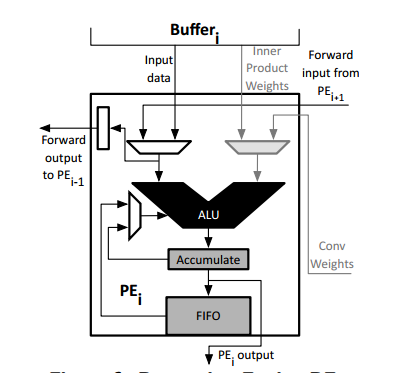 Buffer i
Input
data
Inner
Product
Weights
Forward
input from
PE i+1
Forward
output
to PE i-1
ALU
Conv
Weights
Accumulate
PE i
FIFO
PE i output